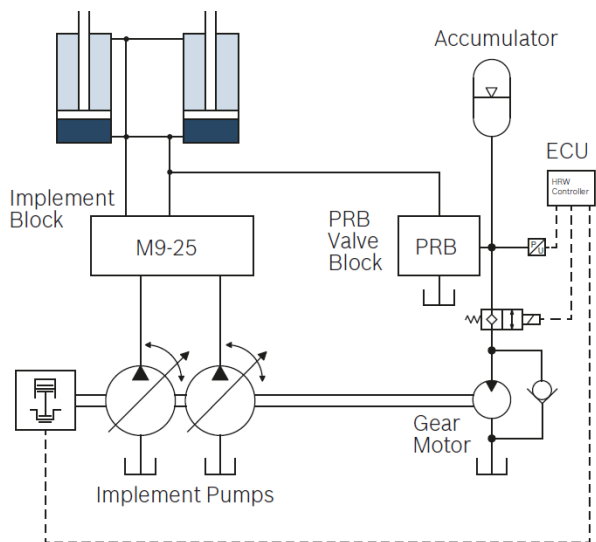 Accumulator
ECU
HRW
Controller
Implement
Block
M9-25
PRB
Valve
Block
PRB
P
U
Gear
Motor
Implement Pumps